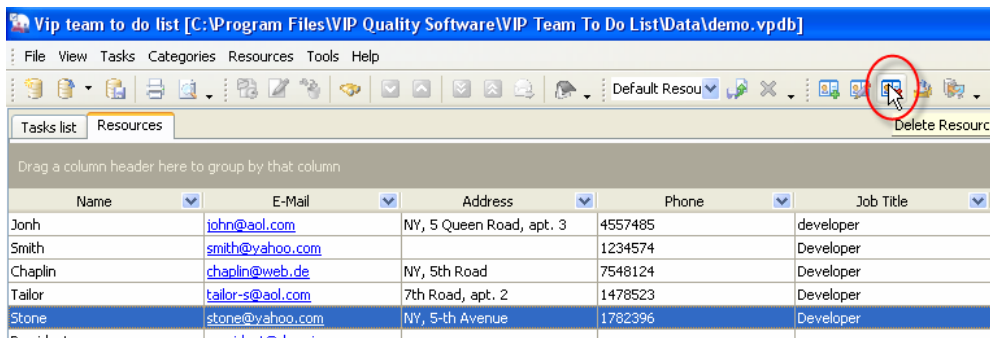 Vip team to do list [C:\Program Files\VIP Quality Software\VIP Team To Do List\Data\demo.vpdb]
File View Tasks Categories Resources Tools Help
Default Resou
Tasks list Resources Delete Resourc
Drag a column header here to group by that column
Name E-Mail Address Phone Job Title
Jonh john@aol.com NY, 5 Queen Road, apt. 3 4557485 developer
Smith smith@yahoo.com 1234574 Developer
Chaplin chaplin@web.de NY, 5th Road 7548124 Developer
Tailor tailor-s@aol.com 7th Road, apt. 2 1478523 Developer
Stone stone@yahoo.com NY, 5-th Avenue 1782396 Developer